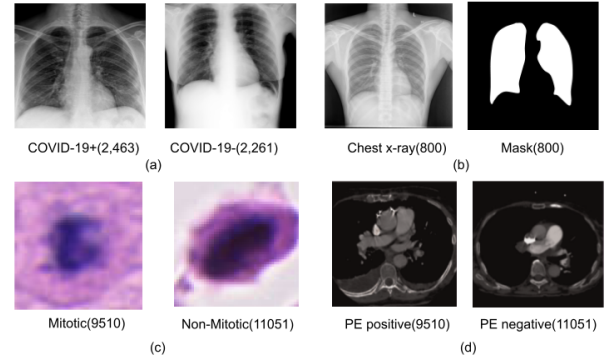 COVID-19+(2,463)
COVID-19-(2,261)
(a)
Chest x-ray(800)
Mask(800)
(b)
Mitotic(9510)
Non-Mitotic(11051)
(c)
PE positive(9510)
PE negative(11051)
(d)